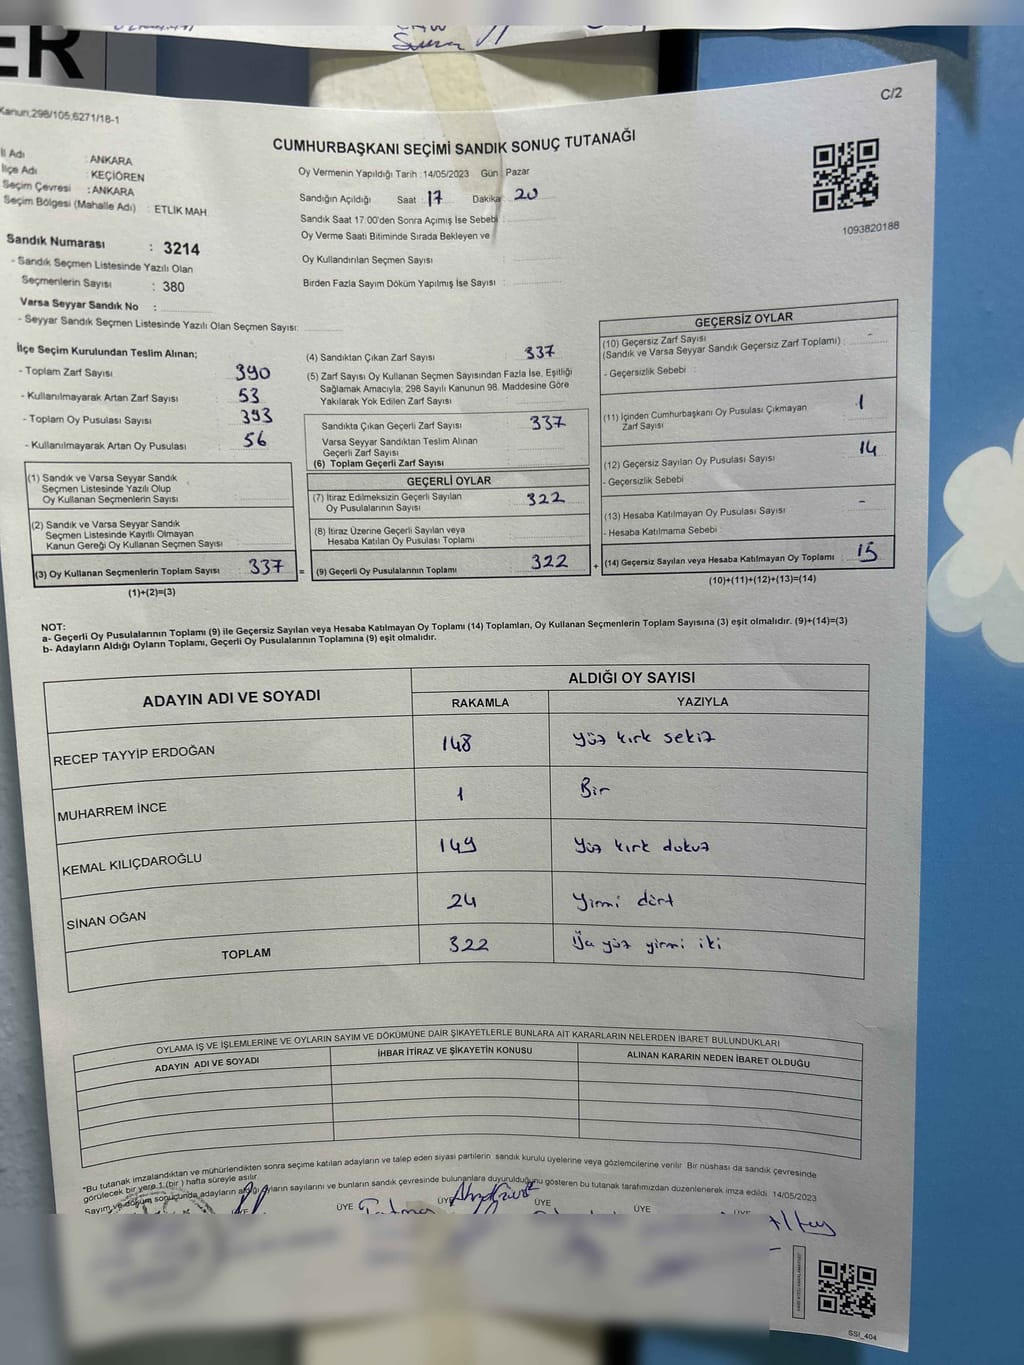 ER
Kanun,298/105,6271/18-1
C/2
CUMHURBAŞKANI SEÇİMİ SANDIK SONUÇ TUTANAĞI
İl Adı : ANKARA
İlçe Adı : KEÇİÖREN
Seçim Çevresi : ANKARA
Seçim Bölgesi (Mahalle Adı) : ETLİK MAH.
Oy Vermenin Yapıldığı Tarih : 14/05/2023 Gün : Pazar
Sandığın Açıldığı Saat : 17 Dakika : 20
Sandık Saat 17.00'den Sonra Açımış İse Sebebi :
Oy Verme Saati Bitiminde Sırada Bekleyen ve
Oy Kullandırılan Seçmen Sayısı :
Birden Fazla Sayım Döküm Yapılmış İse Sayısı :
1093820188
Sandık Numarası : 3214
- Sandık Seçmen Listesinde Yazılı Olan
Seçmenlerin Sayısı : 380
Varsa Seyyar Sandık No :
- Seyyar Sandık Seçmen Listesinde Yazılı Olan Seçmen Sayısı:
İlçe Seçim Kurulundan Teslim Alınan;
- Toplam Zarf Sayısı 390
- Kullanılmayarak Artan Zarf Sayısı 53
- Toplam Oy Pusulası Sayısı 393
- Kullanılmayarak Artan Oy Pusulası 56
(1) Sandık ve Varsa Seyyar Sandık
Seçmen Listesinde Yazılı Olup
Oy Kullanan Seçmenlerin Sayısı
(2) Sandık ve Varsa Seyyar Sandık
Seçmen Listesinde Kayıtlı Olmayan
Kanun Gereği Oy Kullanan Seçmen Sayısı
(3) Oy Kullanan Seçmenlerin Toplam Sayısı 337 =
(1)+(2)=(3)
(4) Sandıktan Çıkan Zarf Sayısı 337
(5) Zarf Sayısı Oy Kullanan Seçmen Sayısından Fazla İse, Eşitliği
Sağlamak Amacıyla; 298 Sayılı Kanunun 98. Maddesine Göre
Yakılarak Yok Edilen Zarf Sayısı
Sandıkta Çıkan Geçerli Zarf Sayısı 337
Varsa Seyyar Sandıktan Teslim Alınan
Geçerli Zarf Sayısı
(6) Toplam Geçerli Zarf Sayısı
GEÇERLİ OYLAR
(7) İtiraz Edilmeksizin Geçerli Sayılan
Oy Pusulalarının Sayısı 322
(8) İtiraz Üzerine Geçerli Sayılan veya
Hesaba Katılan Oy Pusulası Toplamı
(9) Geçerli Oy Pusulalarının Toplamı 322 +
GEÇERSİZ OYLAR
(10) Geçersiz Zarf Sayısı -
(Sandık ve Varsa Seyyar Sandık Geçersiz Zarf Toplamı) :
- Geçersizlik Sebebi :
(11) İçinden Cumhurbaşkanı Oy Pusulası Çıkmayan
Zarf Sayısı 1
(12) Geçersiz Sayılan Oy Pusulası Sayısı 14
- Geçersizlik Sebebi
(13) Hesaba Katılmayan Oy Pusulası Sayısı -
- Hesaba Katılmama Sebebi :
(14) Geçersiz Sayılan veya Hesaba Katılmayan Oy Toplamı 15
(10)+(11)+(12)+(13)=(14)
NOT:
a- Geçerli Oy Pusulalarının Toplamı (9) ile Geçersiz Sayılan veya Hesaba Katılmayan Oy Toplamı (14) Toplamları, Oy Kullanan Seçmenlerin Toplam Sayısına (3) eşit olmalıdır. (9)+(14)=(3)
b- Adayların Aldığı Oyların Toplamı, Geçerli Oy Pusulalarının Toplamına (9) eşit olmalıdır.
ADAYIN ADI VE SOYADI
ALDIĞI OY SAYISI
RAKAMLA YAZIYLA
RECEP TAYYİP ERDOĞAN 148 Yüz kırk sekiz
MUHARREM İNCE 1 Bir
KEMAL KILIÇDAROĞLU 149 Yüz kırk dokuz
SİNAN OĞAN 24 Yirmi dört
TOPLAM 322 yüz yirmi iki
OYLAMA İŞ VE İŞLEMLERİNE VE OYLARIN SAYIM VE DÖKÜMÜNE DAİR ŞİKAYETLERLE BUNLARA AİT KARARLARIN NELERDEN İBARET BULUNDUKLARI
ADAYIN ADI VE SOYADI İHBAR İTİRAZ VE ŞİKAYETİN KONUSU ALINAN KARARIN NEDEN İBARET OLDUĞU
"Bu tutanak imzalandıktan ve mühürlendikten sonra seçime katılan adayların ve talep eden siyasi partilerin sandık kurulu üyelerine veya gözlemcilerine verilir. Bir nüshası da sandık çevresinde
görülecek bir yere 1 (bir) hafta süreyle asılır.
Sayım ve döküm sonucunda adayların aldığı oyların sayılarını ve bunların sandık çevresinde bulunanlara duyurulduğunu gösteren bu tutanak tarafımızdan düzenlenerek imza edildi. 14/05/2023
ÜYE ÜYE ÜYE ÜYE ÜYE ÜYE
Fatma
SSI_404